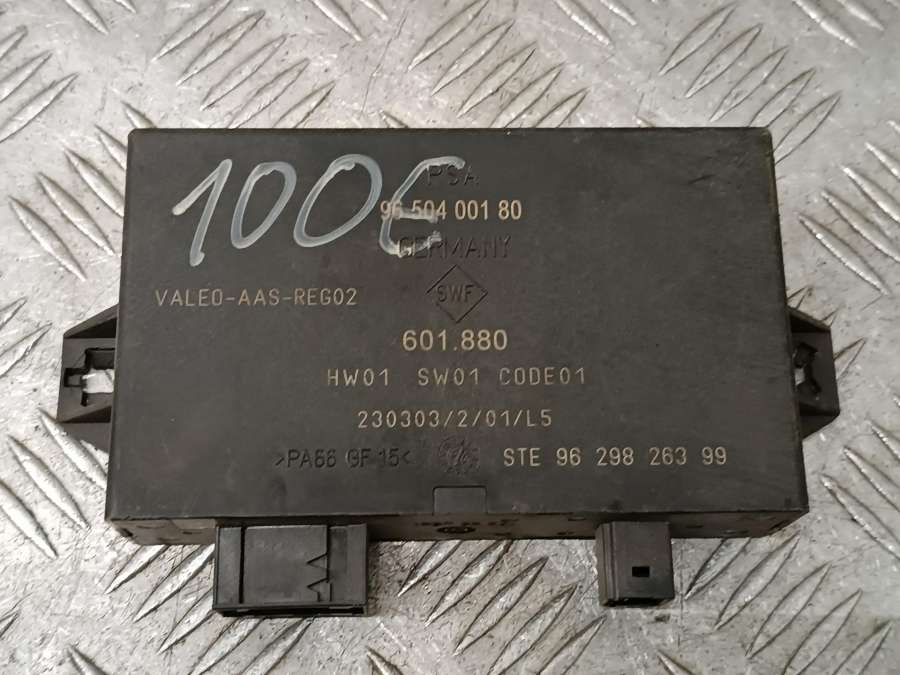 100€
PSA
96 504 001 80
GERMANY
VALEO-AAS-REG02
SWF
601.880
HW01 SW01 CODE01
230303/2/01/L5
>PA66 GF 15< STE 96 298 263 99